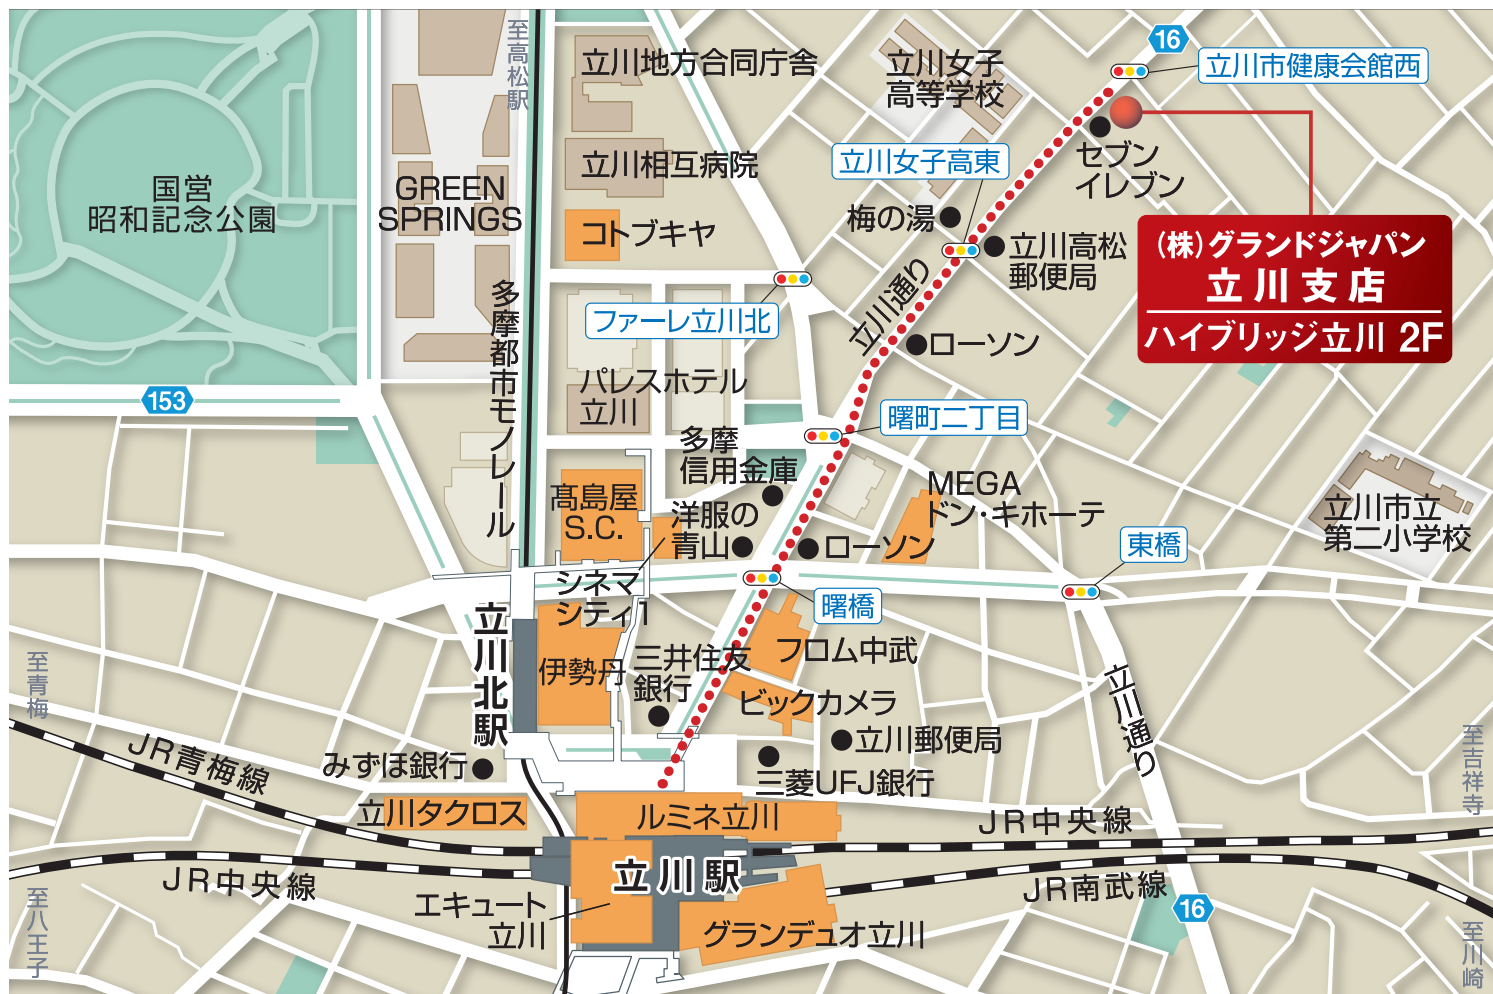 至高松駅
16
立川市健康会館西
立川地方合同庁舎
立川女子
高等学校
立川相互病院
立川女子高東
セブン
イレブン
国営
昭和記念公園
GREEN
SPRINGS
コトブキヤ
梅の湯
立川高松
郵便局
(株)グランドジャパン
立川支店
ハイブリッジ立川 2F
多摩都市モノレール
ファーレ立川北
立川通り
ローソン
153
パレスホテル
立川
曙町二丁目
多摩
信用金庫
髙島屋
S.C.
洋服の
青山
MEGA
ドン・キホーテ
立川市立
第二小学校
ローソン
東橋
シネマ
シティ1
曙橋
立川北駅
伊勢丹
三井住友
銀行
フロム中武
ビックカメラ
立川通り
至青梅
JR青梅線
みずほ銀行
立川郵便局
三菱UFJ銀行
至吉祥寺
立川タクロス
ルミネ立川
JR中央線
立川駅
JR中央線
JR南武線
16
エキュート
立川
グランデュオ立川
至八王子
至川崎